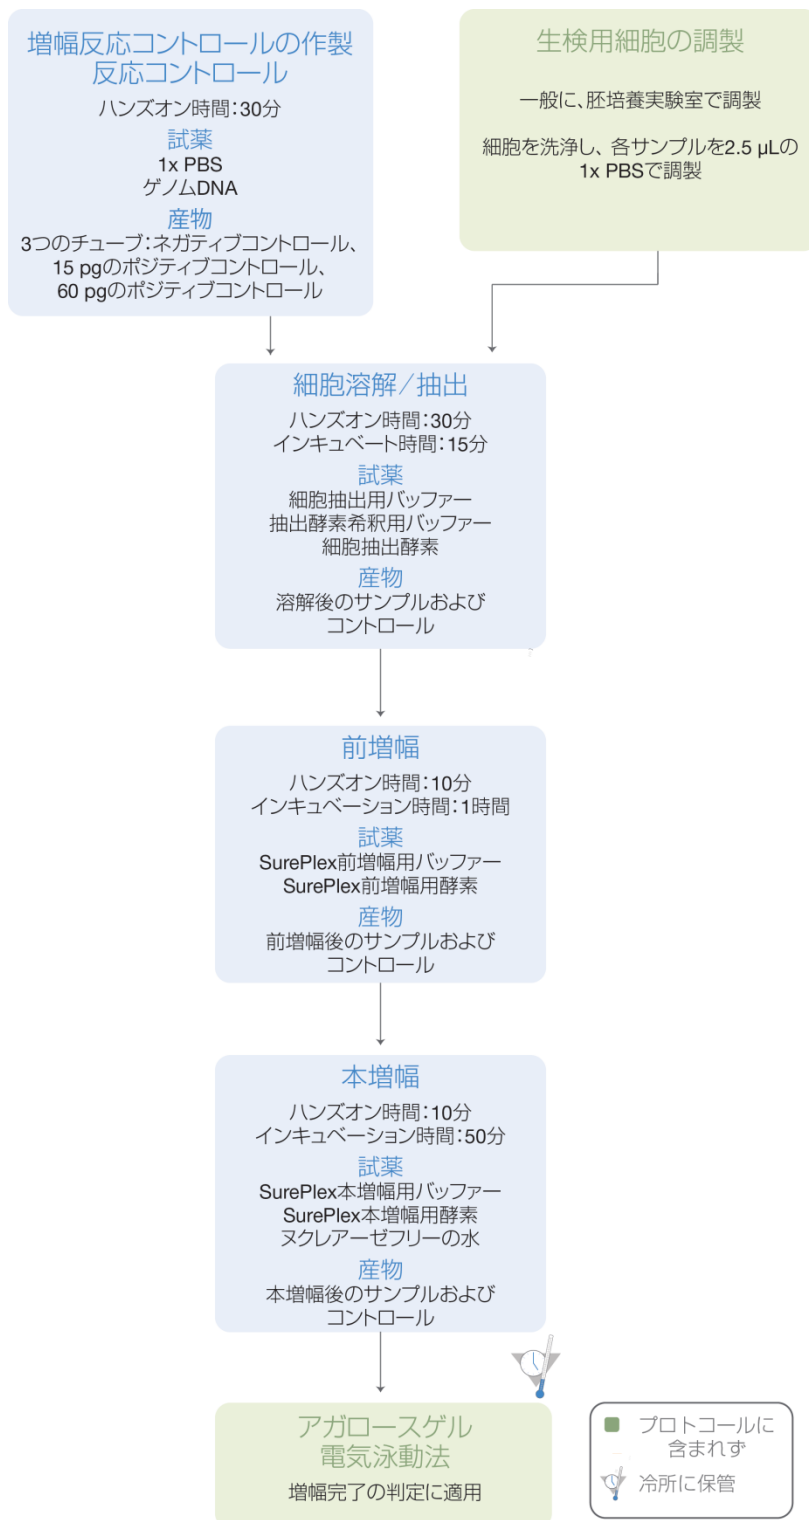 増幅反応コントロールの作製
反応コントロール
ハンズオン時間：30分
試薬
1x PBS
ゲノムDNA
産物
3つのチューブ：ネガティブコントロール、
15 pgのポジティブコントロール、
60 pgのポジティブコントロール
生検用細胞の調製
一般に、胚培養実験室で調製
細胞を洗浄し、各サンプルを2.5 µLの
1x PBSで調製
細胞溶解/抽出
ハンズオン時間：30分
インキュベート時間：15分
試薬
細胞抽出用バッファー
抽出酵素希釈用バッファー
細胞抽出酵素
産物
溶解後のサンプルおよび
コントロール
前増幅
ハンズオン時間：10分
インキュベーション時間：1時間
試薬
SurePlex前増幅用バッファー
SurePlex前増幅用酵素
産物
前増幅後のサンプルおよび
コントロール
本増幅
ハンズオン時間：10分
インキュベーション時間：50分
試薬
SurePlex本増幅用バッファー
SurePlex本増幅用酵素
ヌクレアーゼフリーの水
産物
本増幅後のサンプルおよび
コントロール
アガロースゲル
電気泳動法
増幅完了の判定に適用
プロトコールに
含まれず
冷所に保管